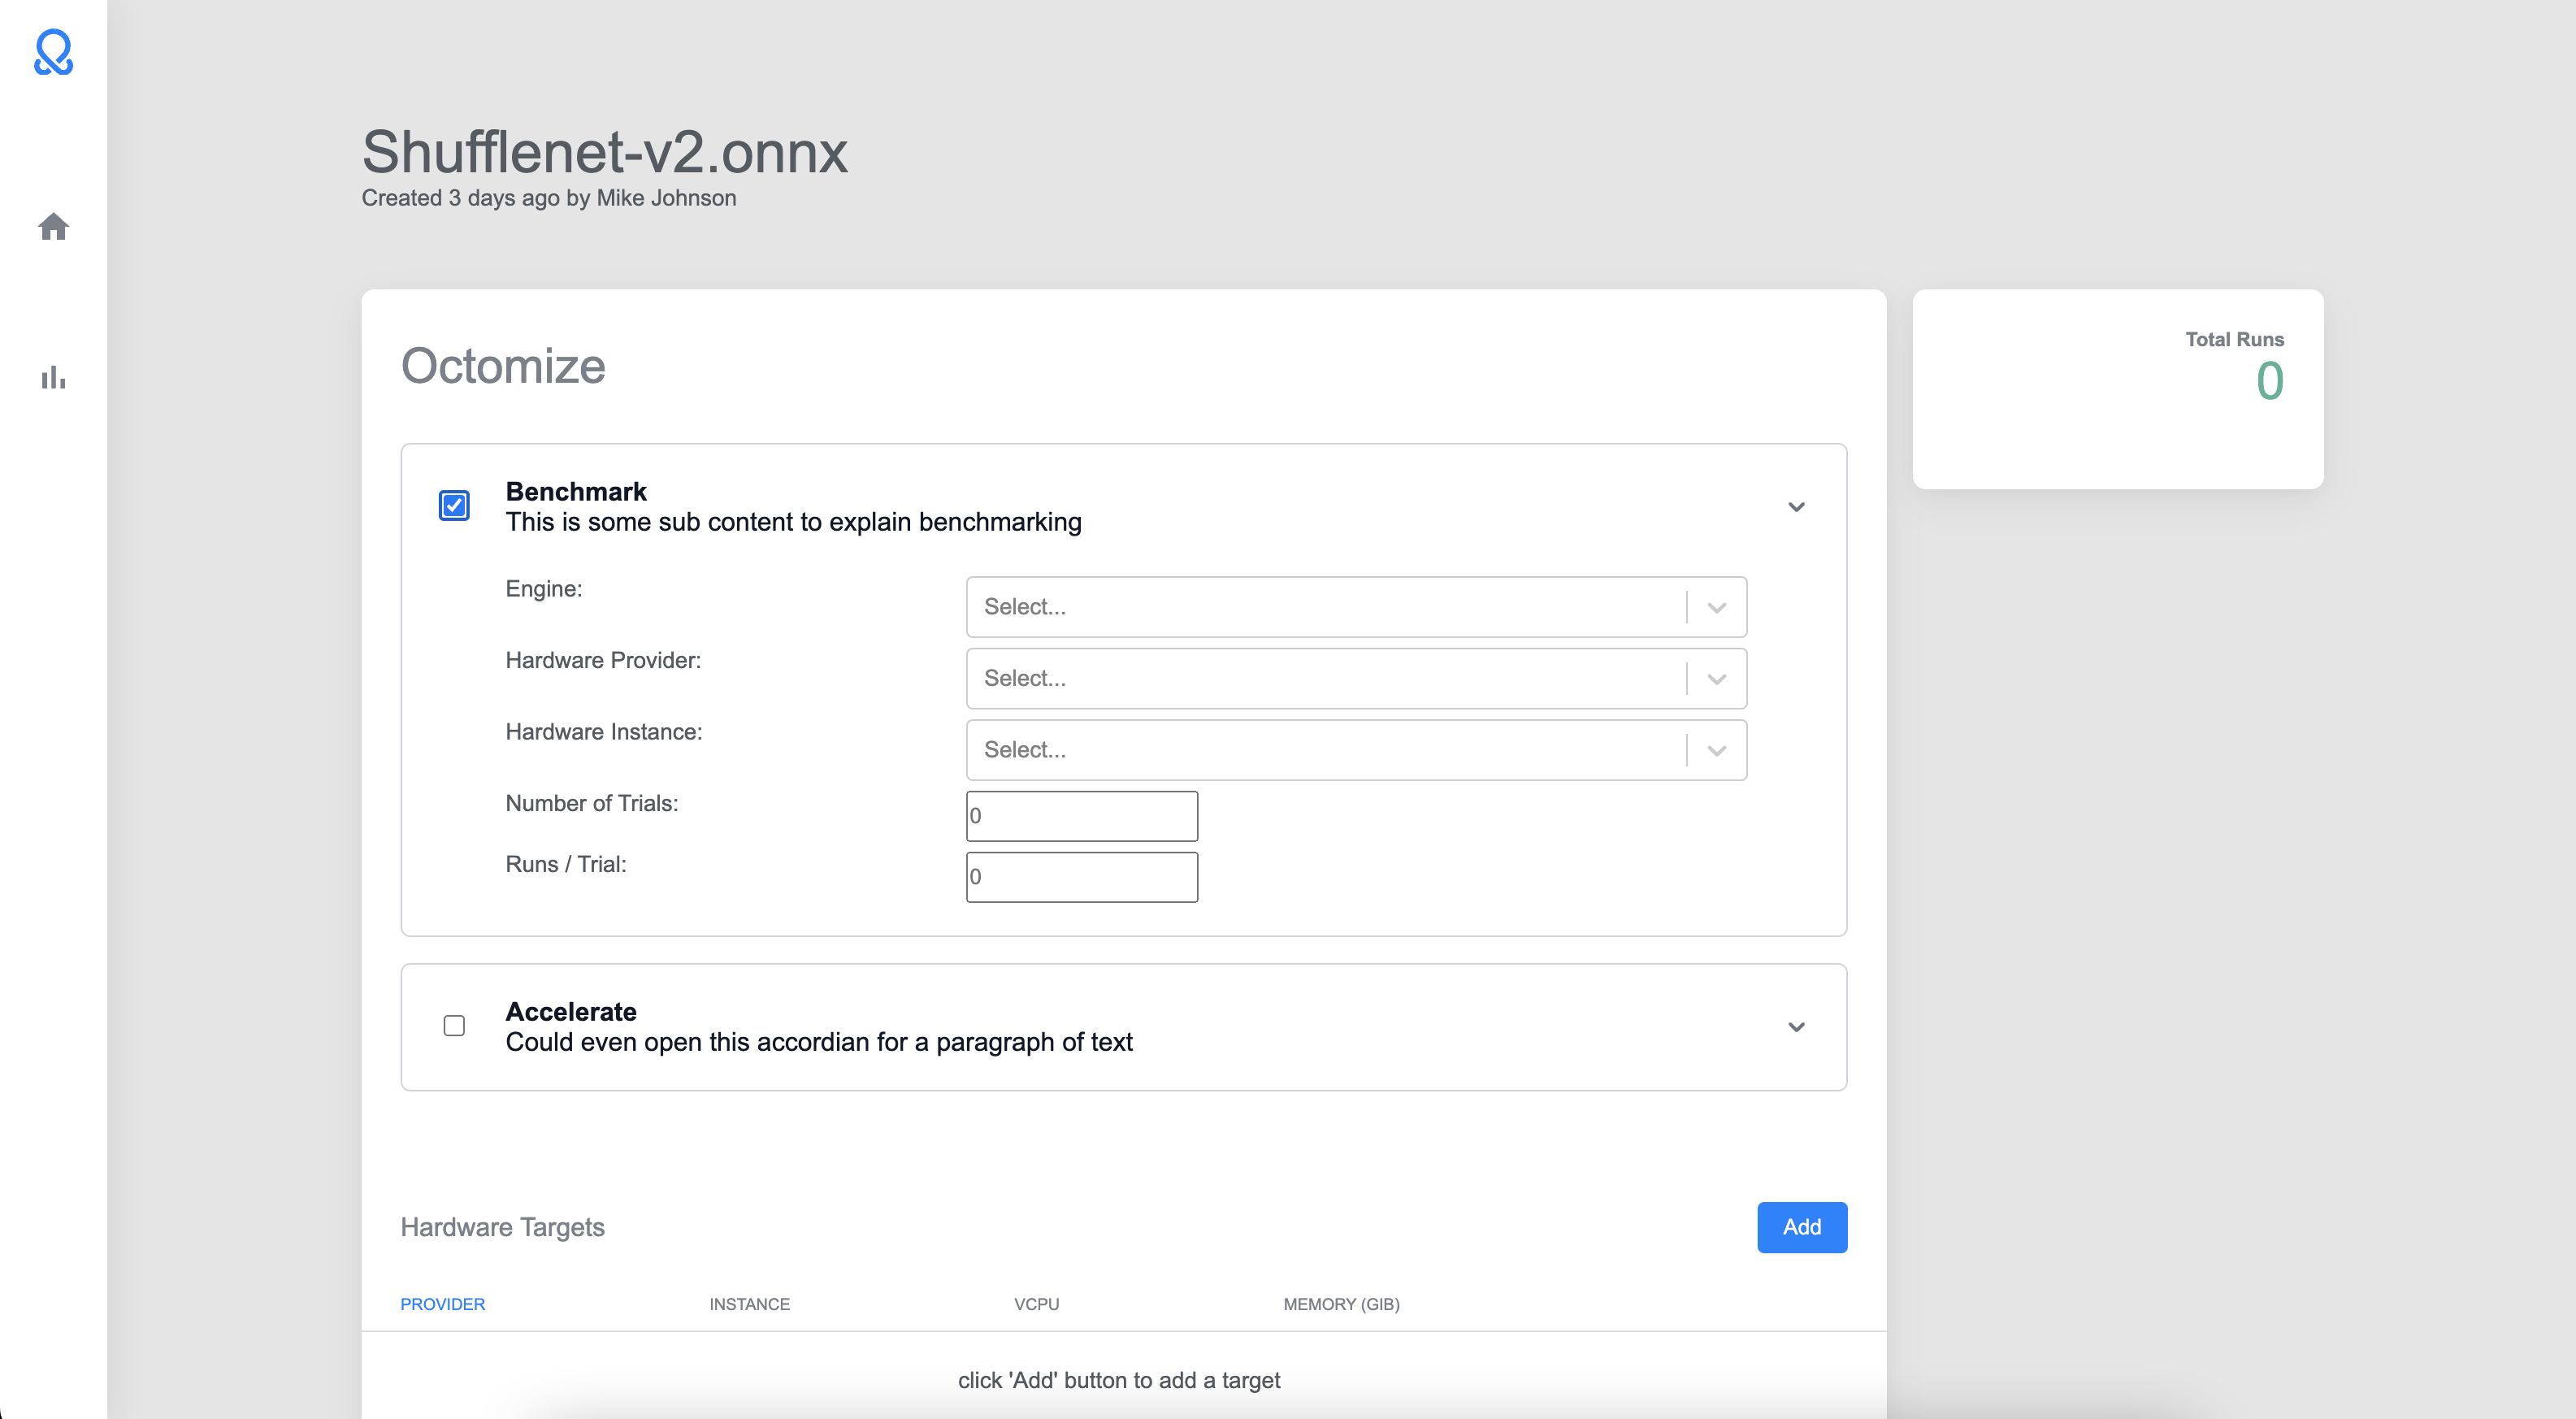 Shufflenet-v2.onnx
Created 3 days ago by Mike Johnson
Octomize
Total Runs
0
Benchmark
This is some sub content to explain benchmarking
Engine:
Select...
Hardware Provider:
Select...
Hardware Instance:
Select...
Number of Trials:
0
Runs / Trial:
0
Accelerate
Could even open this accordian for a paragraph of text
Hardware Targets
Add
PROVIDER INSTANCE VCPU MEMORY (GIB)
click 'Add' button to add a target